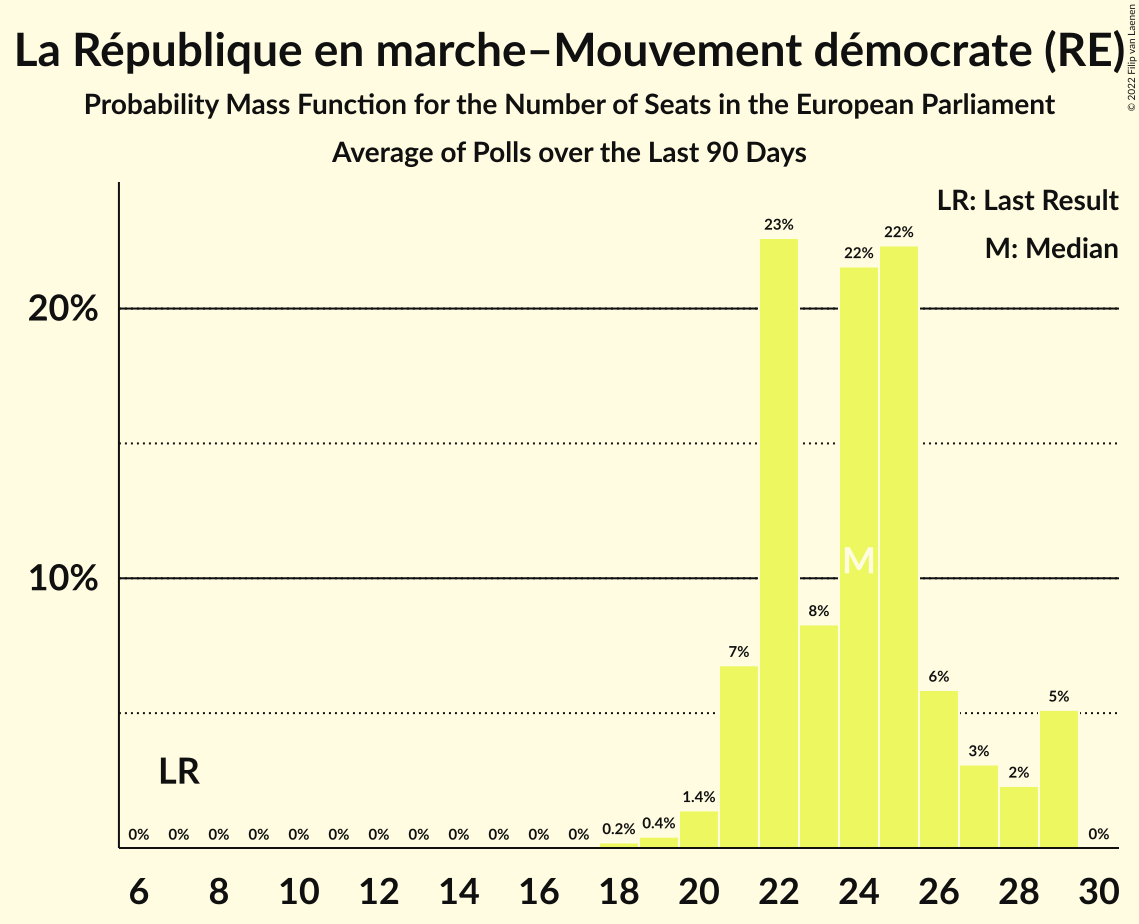 La République en marche–Mouvement démocrate (RE)
© 2022 Filip van Laenen
Probability Mass Function for the Number of Seats in the European Parliament
Average of Polls over the Last 90 Days
LR: Last Result
M: Median
23%
22%
22%
20%
M
10%
8%
7%
6%
5%
3%
2%
LR
1.4%
0.4%
0.2%
0% 0% 0% 0% 0% 0% 0% 0% 0% 0% 0% 0% 0%
6 8 10 12 14 16 18 20 22 24 26 28 30